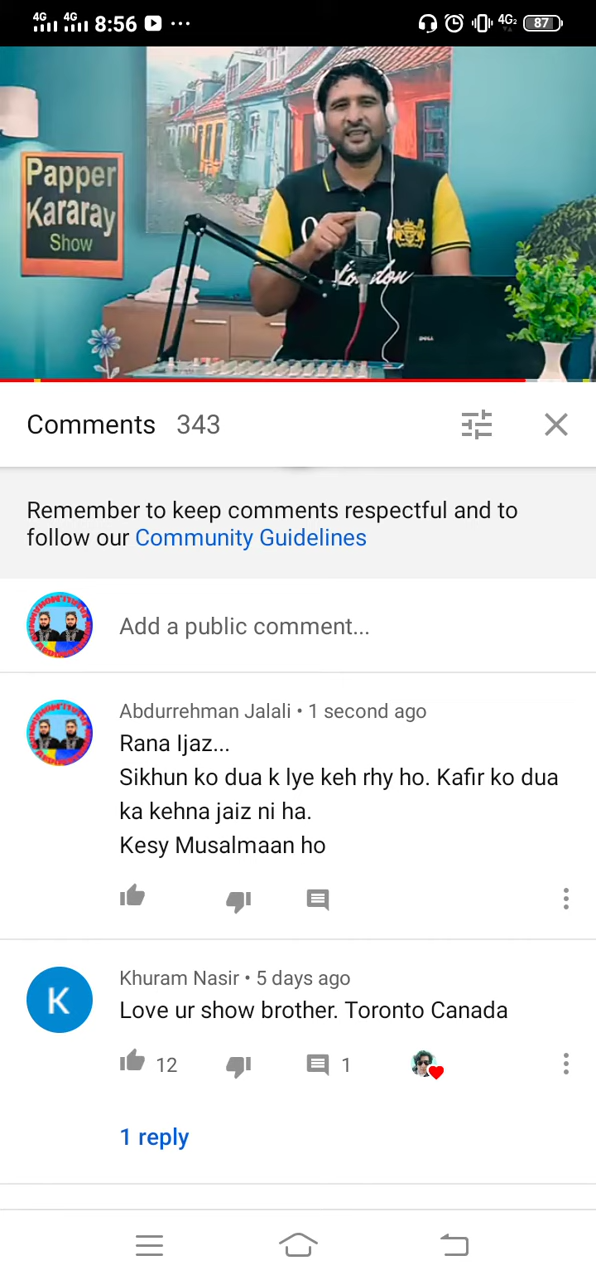 4G 4G 8:56 4G2 87
Papper
Kararay
Show
London
DELL
Comments 343
Remember to keep comments respectful and to
follow our Community Guidelines
Add a public comment...
Abdurrehman Jalali • 1 second ago
Rana Ijaz...
Sikhun ko dua k lye keh rhy ho. Kafir ko dua
ka kehna jaiz ni ha.
Kesy Musalmaan ho
K
Khuram Nasir • 5 days ago
Love ur show brother. Toronto Canada
12 1
1 reply